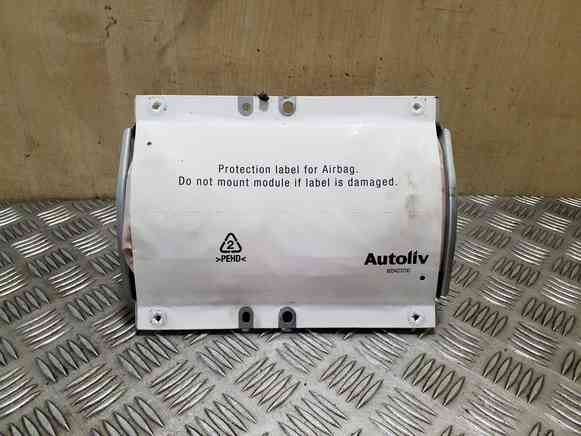 Protection label for Airbag.
Do not mount module if label is damaged.
2
>PEHD<
Autoliv